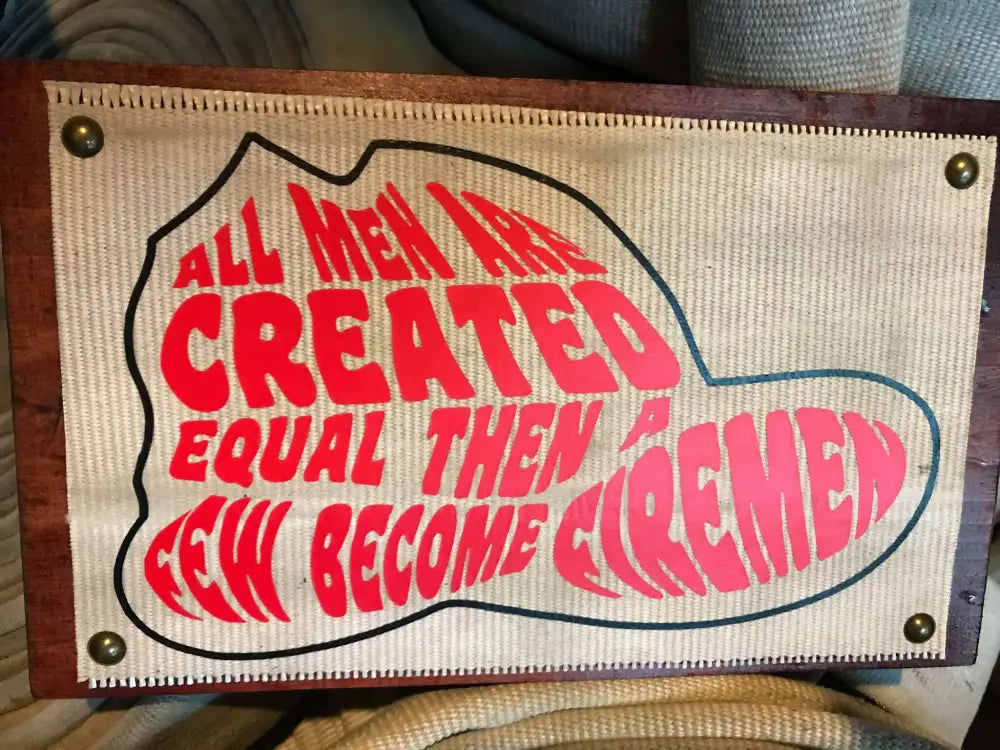 ALL MEN ARE
CREATED
EQUAL THEN A
FEW BECOME FIREMEN